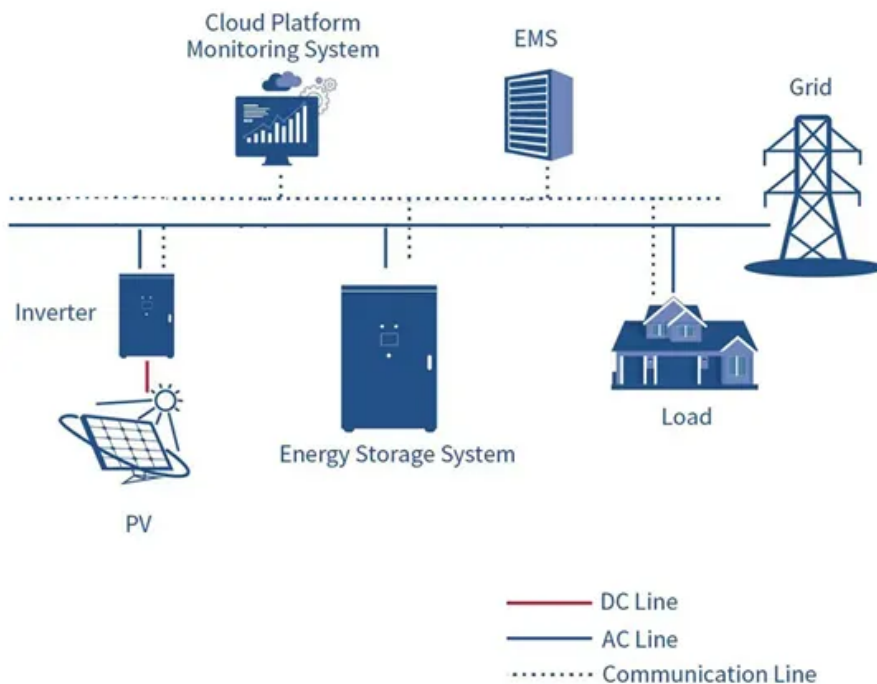 Cloud Platform
Monitoring System
EMS
Grid
Inverter
Energy Storage System
Load
PV
DC Line
AC Line
Communication Line